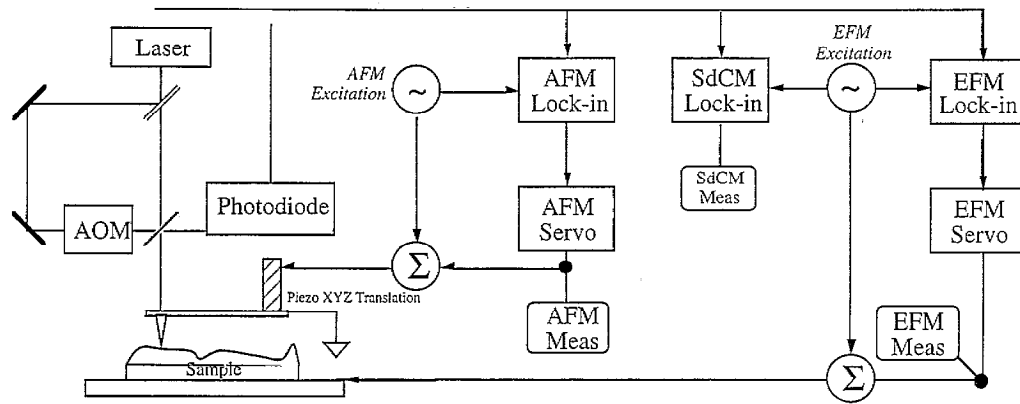 Laser
AFM
Excitation
~
AFM
Lock-in
SdCM
Lock-in
EFM
Excitation
~
EFM
Lock-in
AOM
Photodiode
AFM
Servo
SdCM
Meas
EFM
Servo
Σ
Piezo XYZ Translation
AFM
Meas
EFM
Meas
Sample
Σ